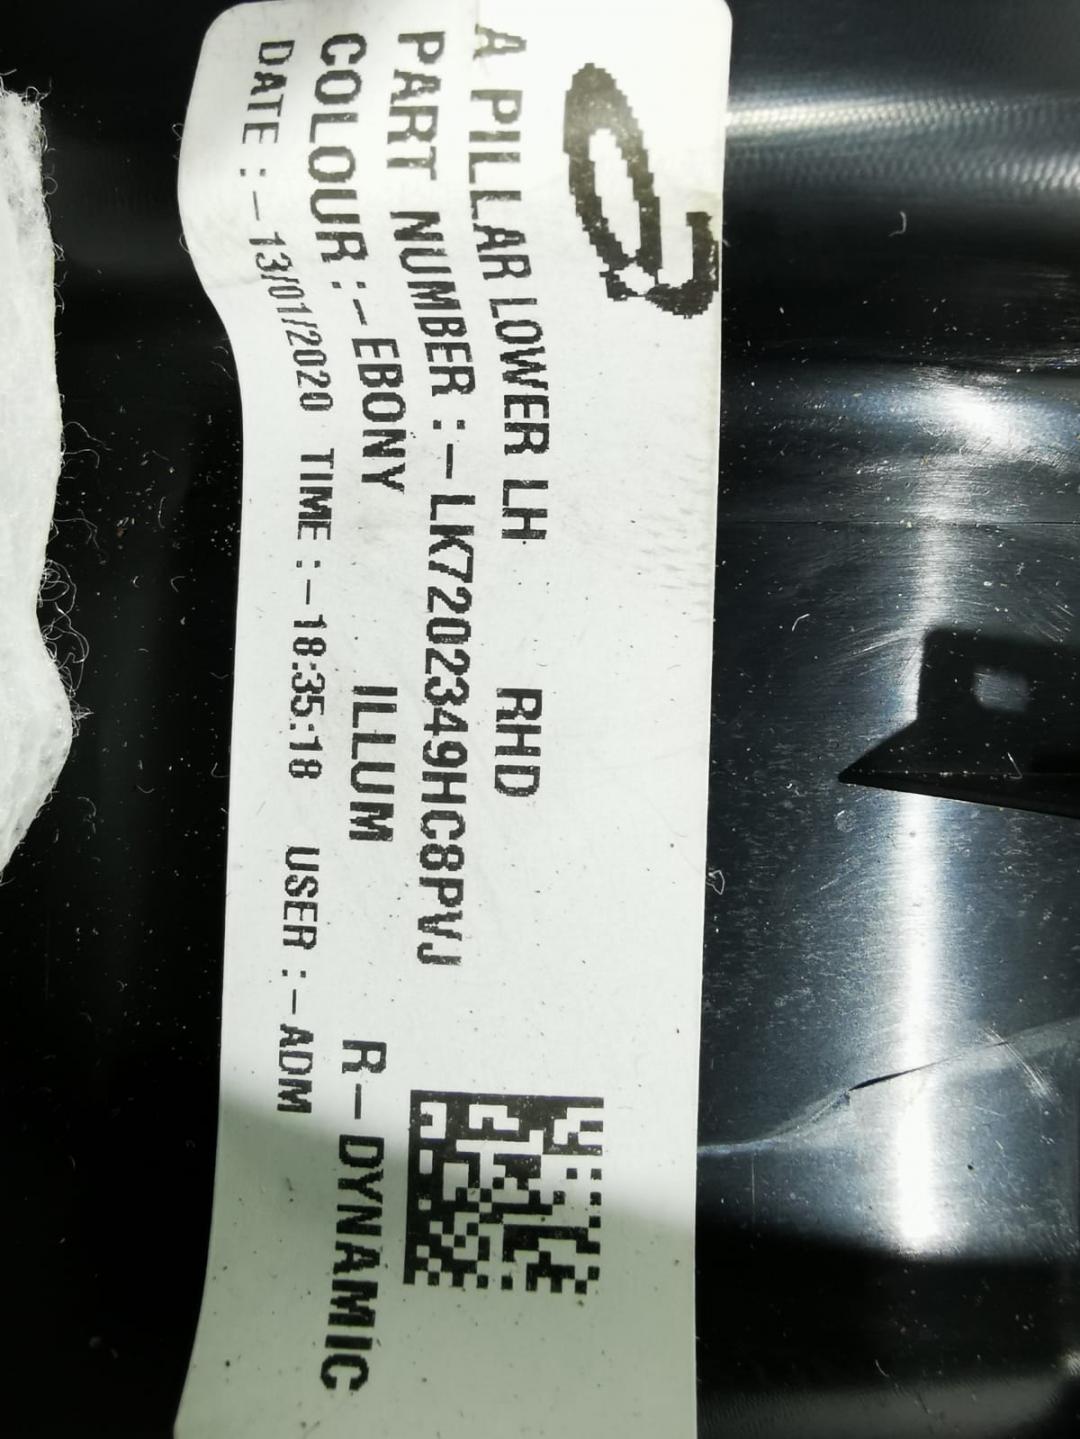 A PILLAR LOWER LH RHD
PART NUMBER :-LK7202349HC8PVJ
COLOUR :-EBONY ILLUM R-DYNAMIC
DATE :-13/01/2020 TIME :-18:35:18 USER :-ADM